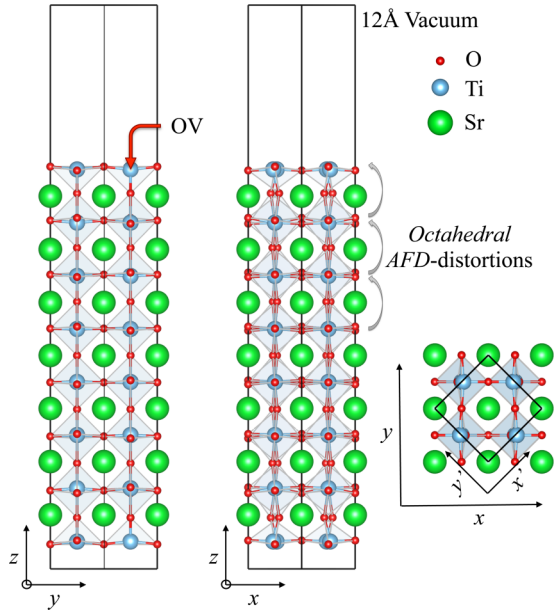 12Å Vacuum
O
Ti
Sr
OV
Octahedral
AFD-distortions
y
y'
x'
x
z
y
z
x